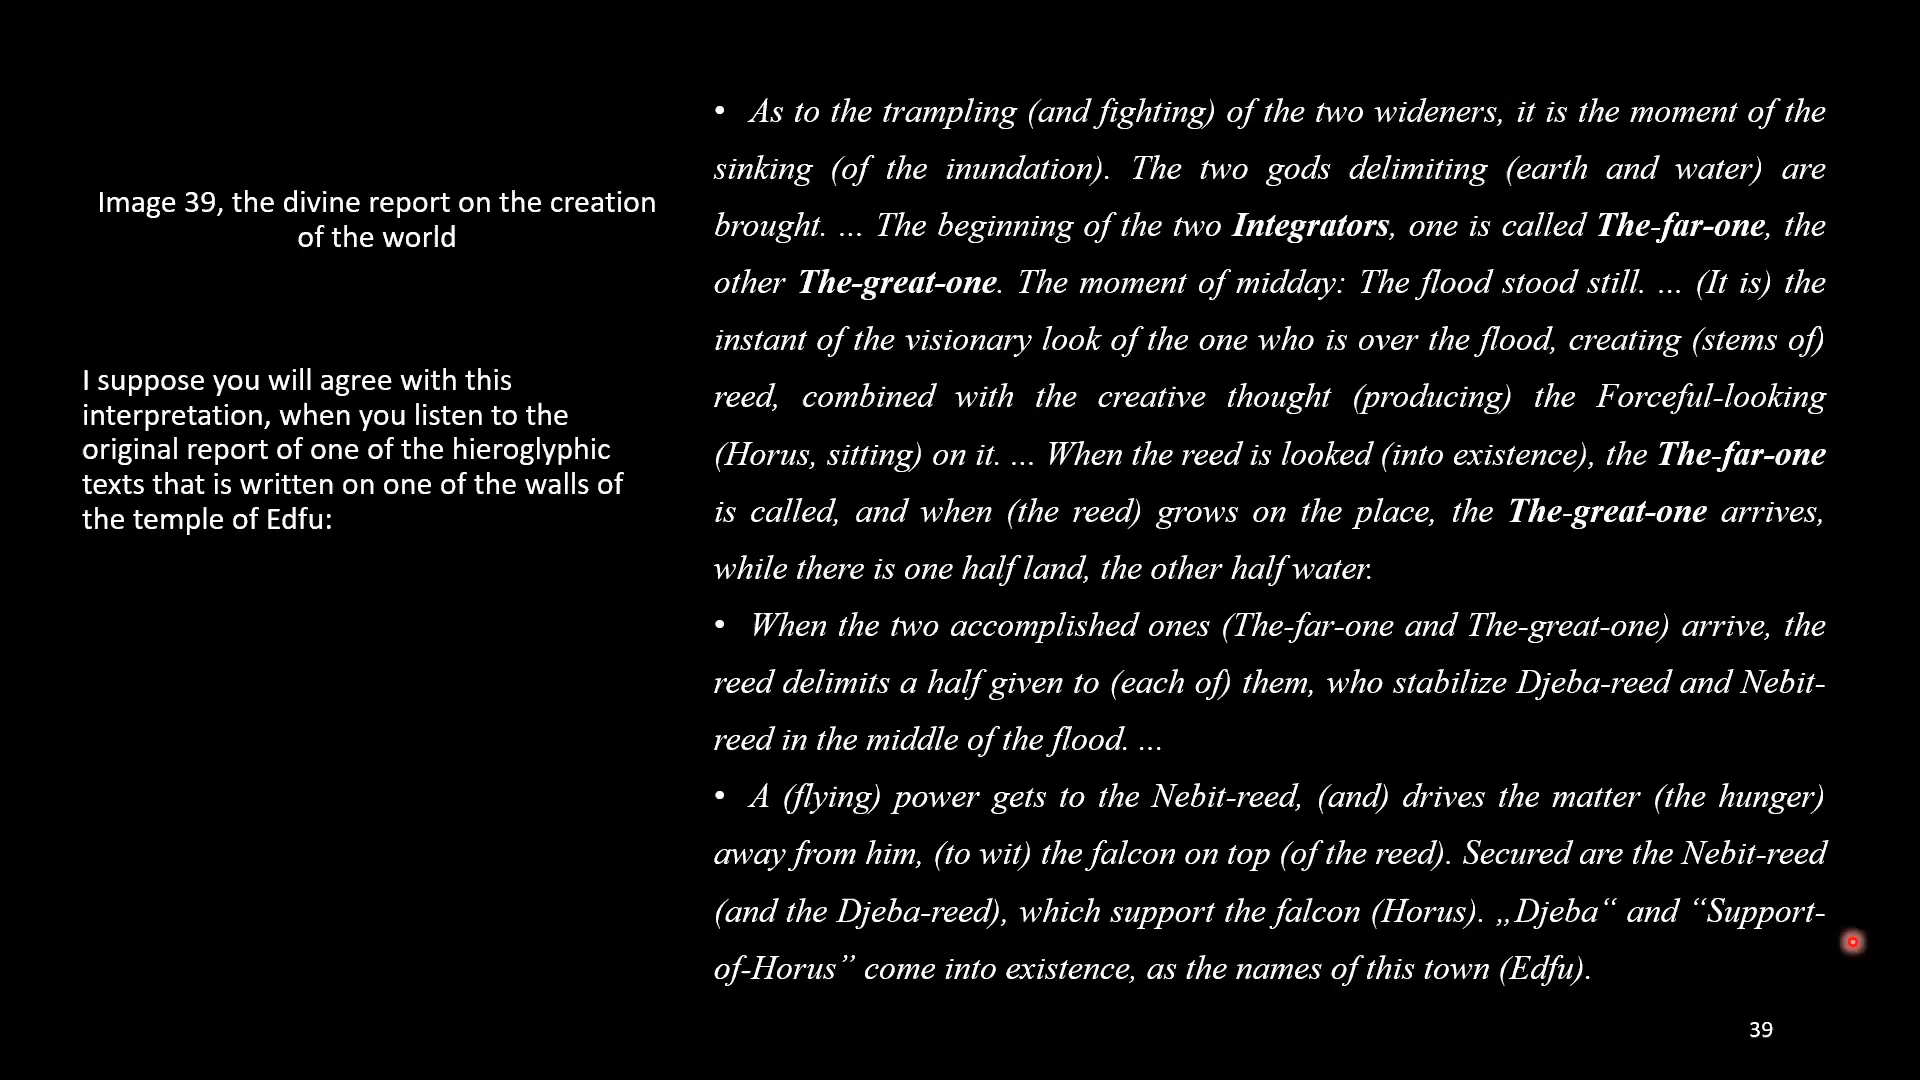 Image 39, the divine report on the creation
of the world
I suppose you will agree with this
interpretation, when you listen to the
original report of one of the hieroglyphic
texts that is written on one of the walls of
the temple of Edfu:
• As to the trampling (and fighting) of the two wideners, it is the moment of the
sinking (of the inundation). The two gods delimiting (earth and water) are
brought. ... The beginning of the two Integrators, one is called The-far-one, the
other The-great-one. The moment of midday: The flood stood still. ... (It is) the
instant of the visionary look of the one who is over the flood, creating (stems of)
reed, combined with the creative thought (producing) the Forceful-looking
(Horus, sitting) on it. ... When the reed is looked (into existence), the The-far-one
is called, and when (the reed) grows on the place, the The-great-one arrives,
while there is one half land, the other half water.
• When the two accomplished ones (The-far-one and The-great-one) arrive, the
reed delimits a half given to (each of) them, who stabilize Djeba-reed and Nebit-
reed in the middle of the flood. ...
• A (flying) power gets to the Nebit-reed, (and) drives the matter (the hunger)
away from him, (to wit) the falcon on top (of the reed). Secured are the Nebit-reed
(and the Djeba-reed), which support the falcon (Horus). „Djeba“ and “Support-
of-Horus” come into existence, as the names of this town (Edfu).
39